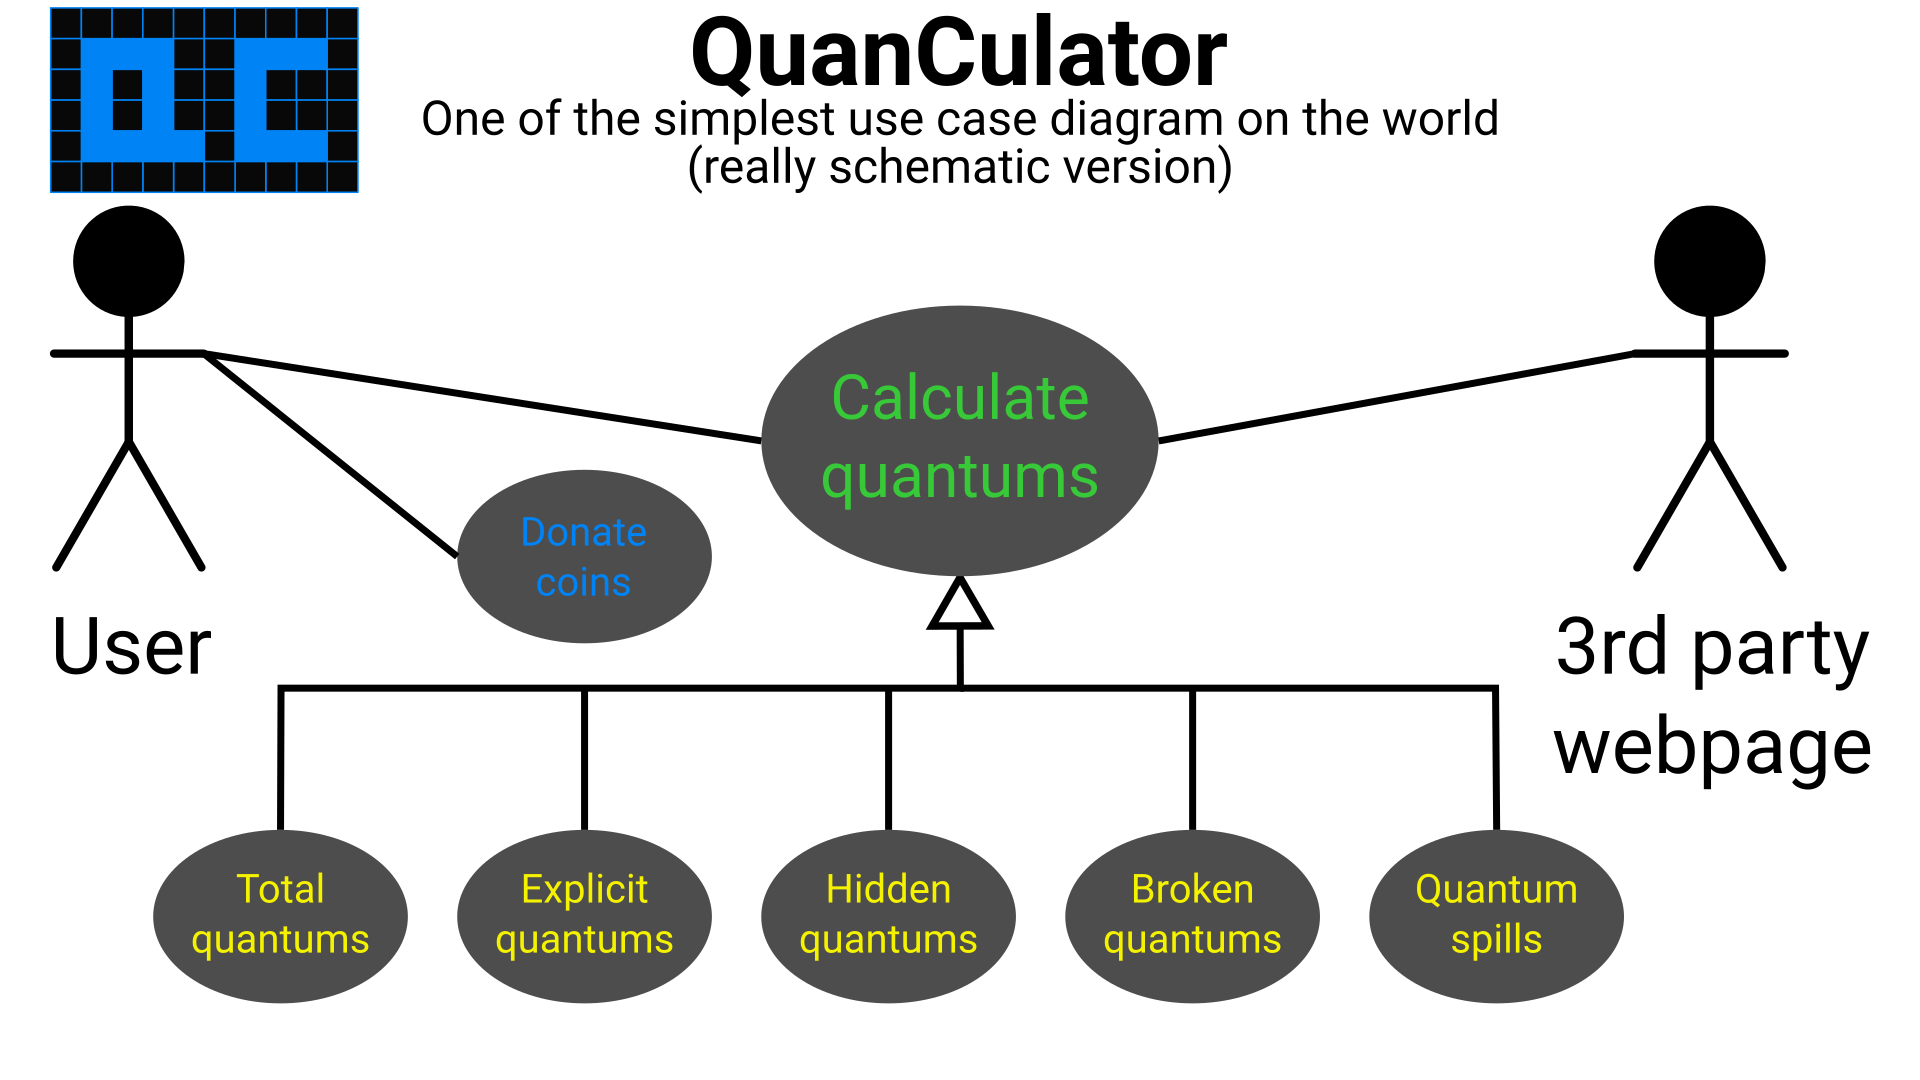 QC
QuanCulator
One of the simplest use case diagram on the world
(really schematic version)
Calculate
quantums
Donate
coins
User
3rd party
webpage
Total
quantums
Explicit
quantums
Hidden
quantums
Broken
quantums
Quantum
spills